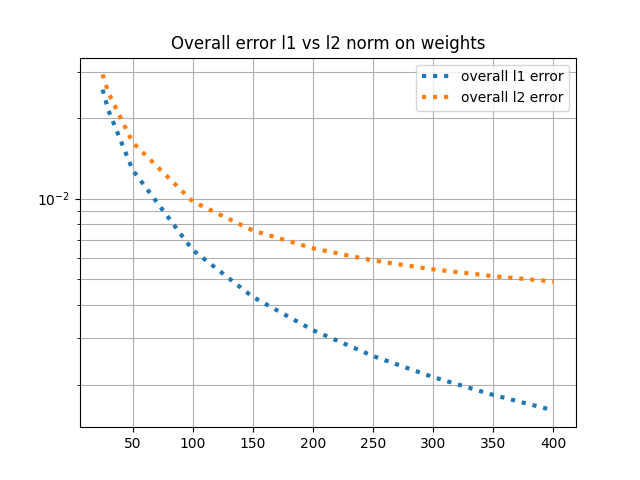 Overall error l1 vs l2 norm on weights
overall l1 error
overall l2 error
10⁻²
50 100 150 200 250 300 350 400